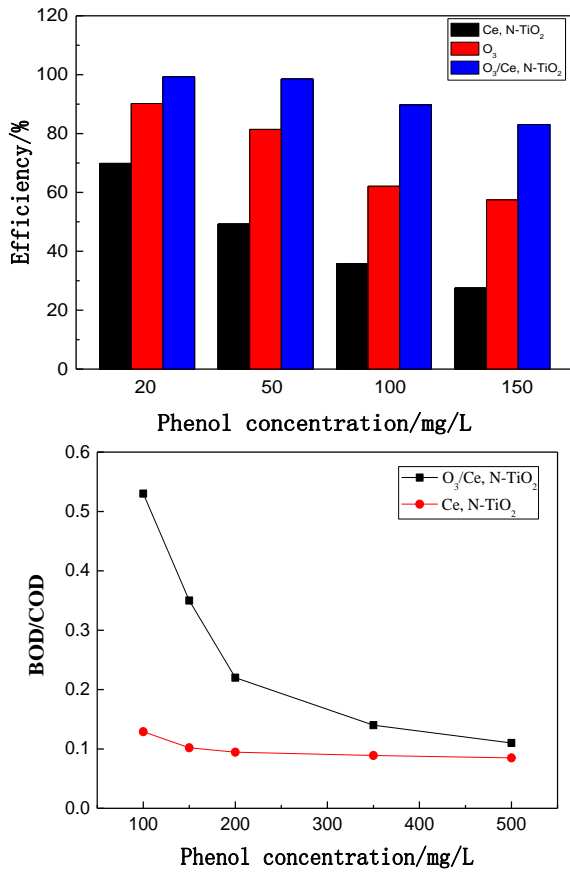 120
100
80
60
40
20
0
Efficiency/%
Ce, N-TiO₂
O₃
O₃/Ce, N-TiO₂
20 50 100 150
Phenol concentration/mg/L
0.6
0.5
0.4
0.3
0.2
0.1
0.0
BOD/COD
O₃/Ce, N-TiO₂
Ce, N-TiO₂
100 200 300 400 500
Phenol concentration/mg/L